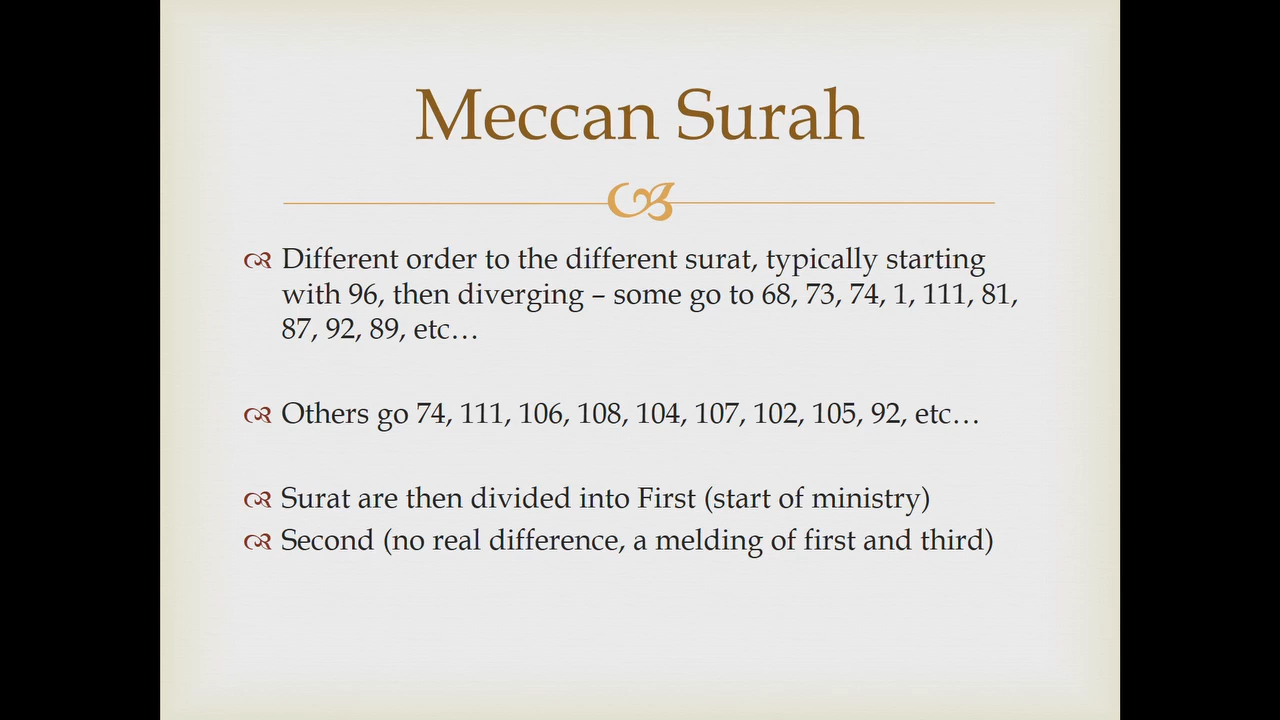 Meccan Surah
Different order to the different surat, typically starting
with 96, then diverging – some go to 68, 73, 74, 1, 111, 81,
87, 92, 89, etc…
Others go 74, 111, 106, 108, 104, 107, 102, 105, 92, etc…
Surat are then divided into First (start of ministry)
Second (no real difference, a melding of first and third)